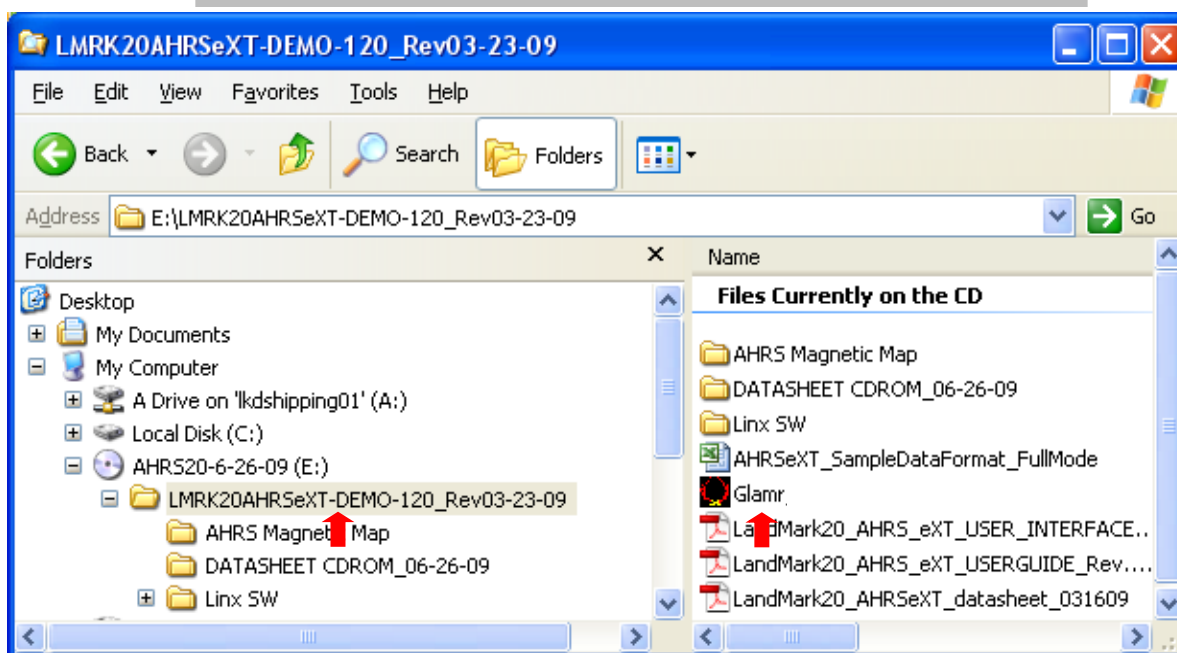 LMRK20AHRSeXT-DEMO-120_Rev03-23-09
File Edit View Favorites Tools Help
Back Search Folders
Address E:\LMRK20AHRSeXT-DEMO-120_Rev03-23-09 Go
Folders
Desktop
My Documents
My Computer
A Drive on 'lkdshipping01' (A:)
Local Disk (C:)
AHRS20-6-26-09 (E:)
LMRK20AHRSeXT-DEMO-120_Rev03-23-09
AHRS Magnetic Map
DATASHEET CDROM_06-26-09
Linx SW
Name
Files Currently on the CD
AHRS Magnetic Map
DATASHEET CDROM_06-26-09
Linx SW
AHRSeXT_SampleDataFormat_FullMode
Glamr
LandMark20_AHRS_eXT_USER_INTERFACE..
LandMark20_AHRS_eXT_USERGUIDE_Rev....
LandMark20_AHRSeXT_datasheet_031609